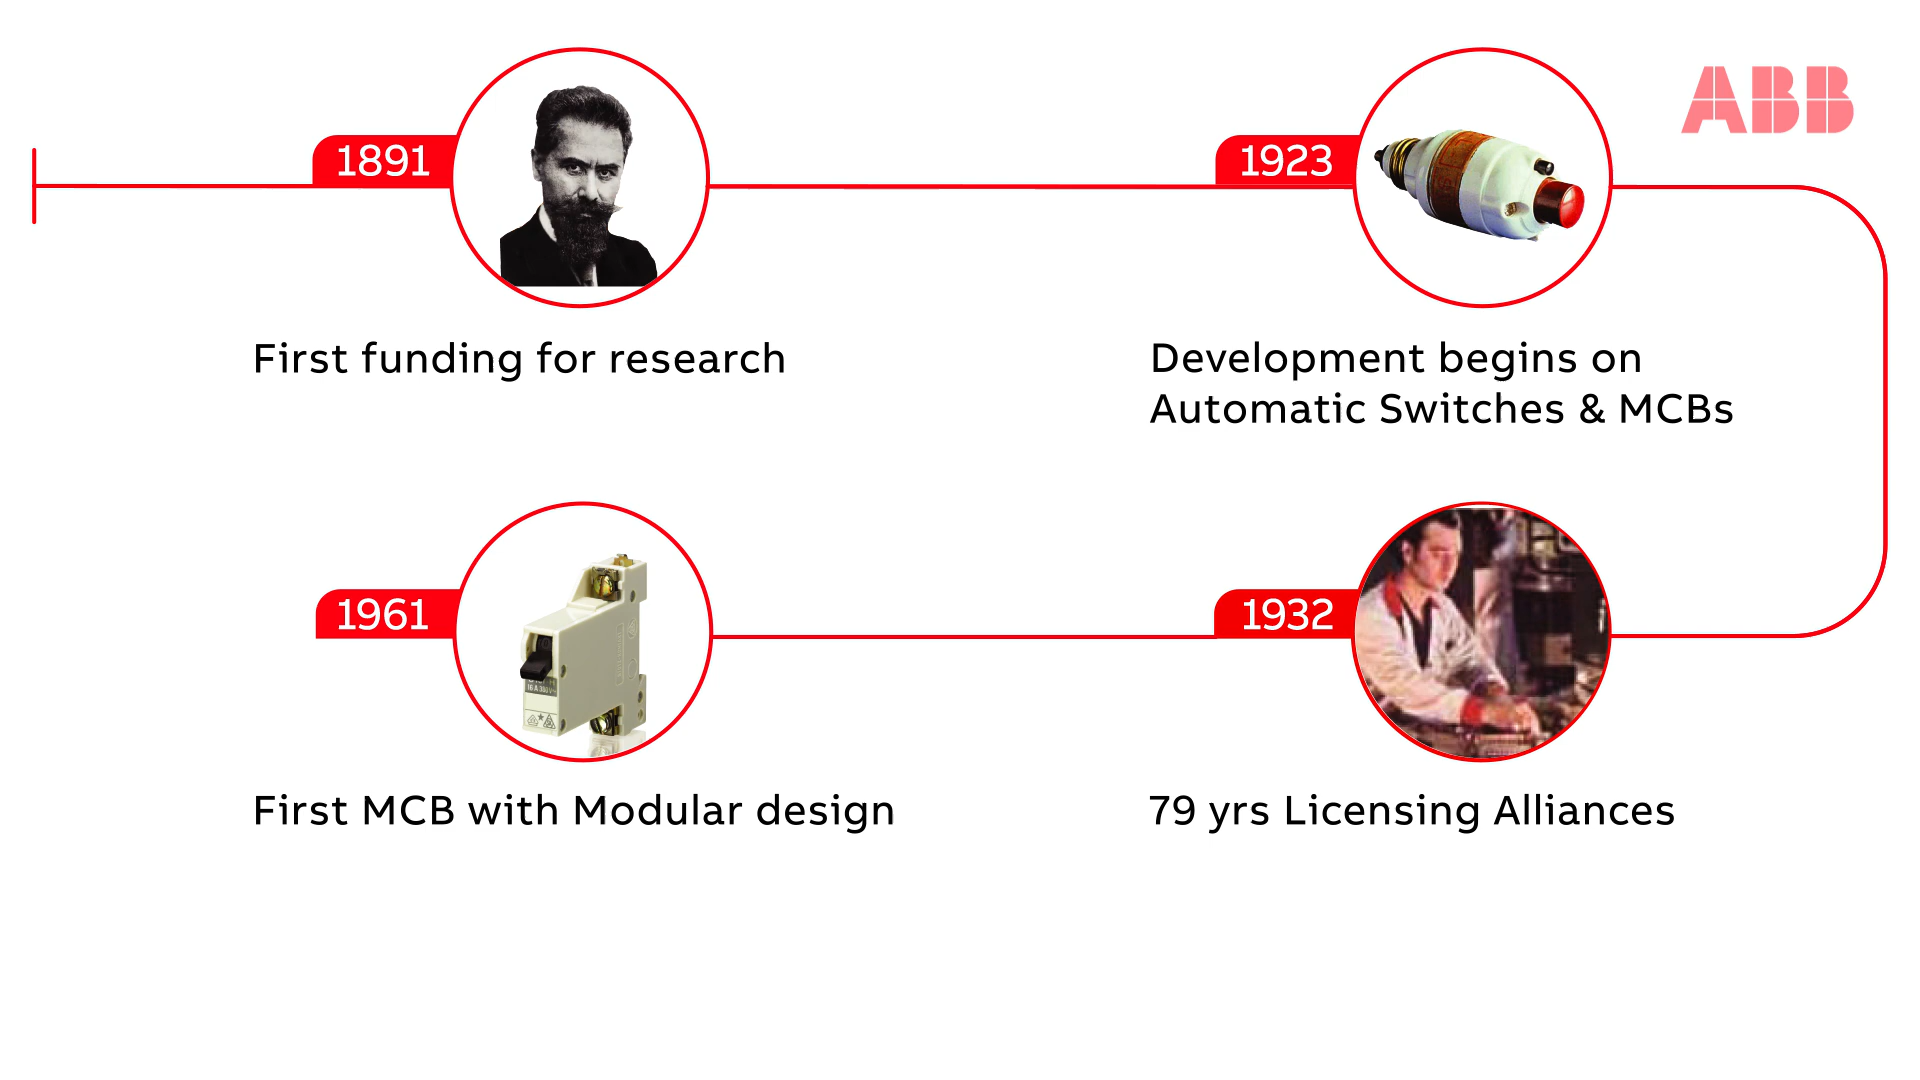 ABB
1891
First funding for research
1923
Development begins on
Automatic Switches & MCBs
1932
79 yrs Licensing Alliances
1961
First MCB with Modular design